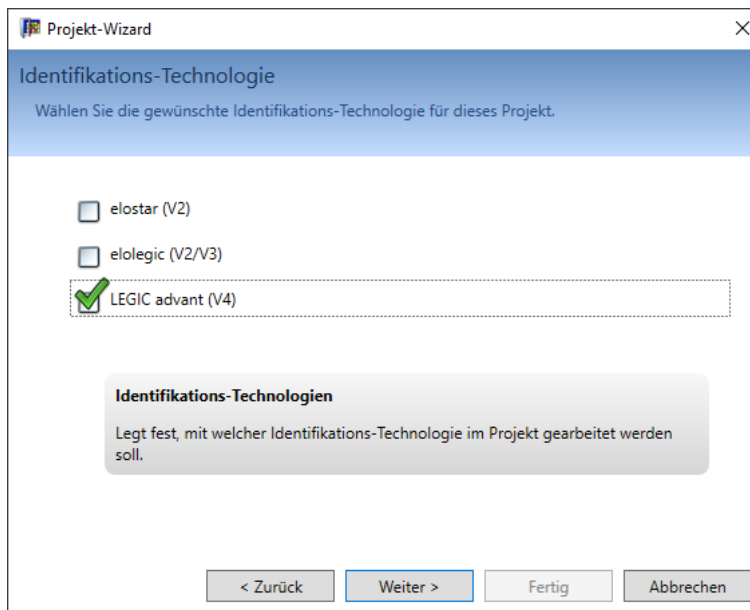 Projekt-Wizard
Identifikations-Technologie
Wählen Sie die gewünschte Identifikations-Technologie für dieses Projekt.
elostar (V2)
elolegic (V2/V3)
LEGIC advant (V4)
Identifikations-Technologien
Legt fest, mit welcher Identifikations-Technologie im Projekt gearbeitet werden
soll.
< Zurück
Weiter >
Fertig
Abbrechen